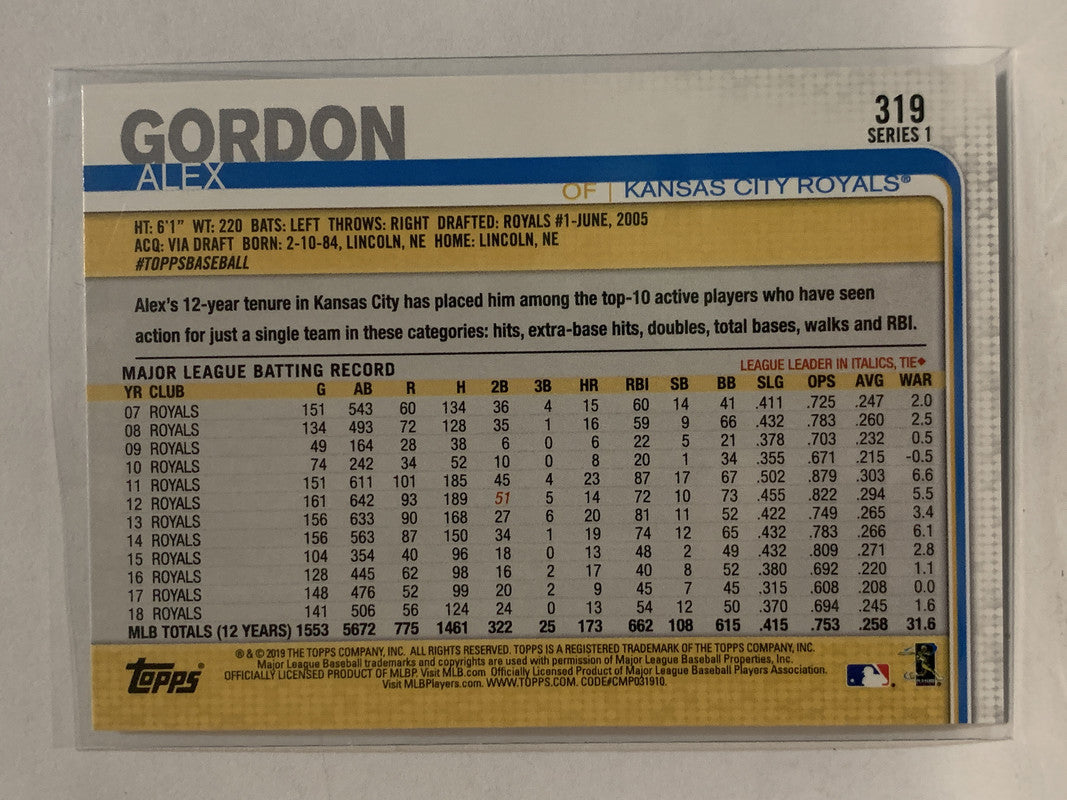 GORDON
ALEX
319
SERIES 1
OF | KANSAS CITY ROYALS®
HT: 6'1" WT: 220 BATS: LEFT THROWS: RIGHT DRAFTED: ROYALS #1-JUNE, 2005
ACQ: VIA DRAFT BORN: 2-10-84, LINCOLN, NE HOME: LINCOLN, NE
#TOPPSBASEBALL
Alex's 12-year tenure in Kansas City has placed him among the top-10 active players who have seen
action for just a single team in these categories: hits, extra-base hits, doubles, total bases, walks and RBI.
MAJOR LEAGUE BATTING RECORD
LEAGUE LEADER IN ITALICS, TIE◆
YR CLUB G AB R H 2B 3B HR RBI SB BB SLG OPS AVG WAR
07 ROYALS 151 543 60 134 36 4 15 60 14 41 .411 .725 .247 2.0
08 ROYALS 134 493 72 128 35 1 16 59 9 66 .432 .783 .260 2.5
09 ROYALS 49 164 28 38 6 0 6 22 5 21 .378 .703 .232 0.5
10 ROYALS 74 242 34 52 10 0 8 20 1 34 .355 .671 .215 -0.5
11 ROYALS 151 611 101 185 45 4 23 87 17 67 .502 .879 .303 6.6
12 ROYALS 161 642 93 189 51 5 14 72 10 73 .455 .822 .294 5.5
13 ROYALS 156 633 90 168 27 6 20 81 11 52 .422 .749 .265 3.4
14 ROYALS 156 563 87 150 34 1 19 74 12 65 .432 .783 .266 6.1
15 ROYALS 104 354 40 96 18 0 13 48 2 49 .432 .809 .271 2.8
16 ROYALS 128 445 62 98 16 2 17 40 8 52 .380 .692 .220 1.1
17 ROYALS 148 476 52 99 20 2 9 45 7 45 .315 .608 .208 0.0
18 ROYALS 141 506 56 124 24 0 13 54 12 50 .370 .694 .245 1.6
MLB TOTALS (12 YEARS) 1553 5672 775 1461 322 25 173 662 108 615 .415 .753 .258 31.6
® & © 2019 THE TOPPS COMPANY, INC. ALL RIGHTS RESERVED. TOPPS IS A REGISTERED TRADEMARK OF THE TOPPS COMPANY, INC.
Major League Baseball trademarks and copyrights are used with permission of Major League Baseball Properties, Inc.
OFFICIALLY LICENSED PRODUCT OF MLBP. Visit MLB.com Officially Licensed Product of Major League Baseball Players Association.
Visit MLBPlayers.com. WWW.TOPPS.COM. CODE#CMP031910.
Topps